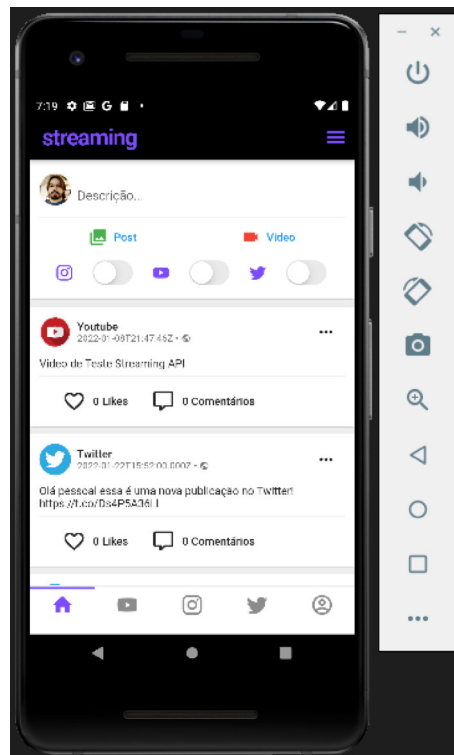 7:19
streaming
Descrição...
Post Video
Youtube
2022-01-08T21:47:46Z
Video de Teste Streaming API
0 Likes 0 Comentários
Twitter
2022-01-22T15:52:00.000Z
Olá pessoal essa é uma nova publicação no Twitter!
0 Likes 0 Comentários